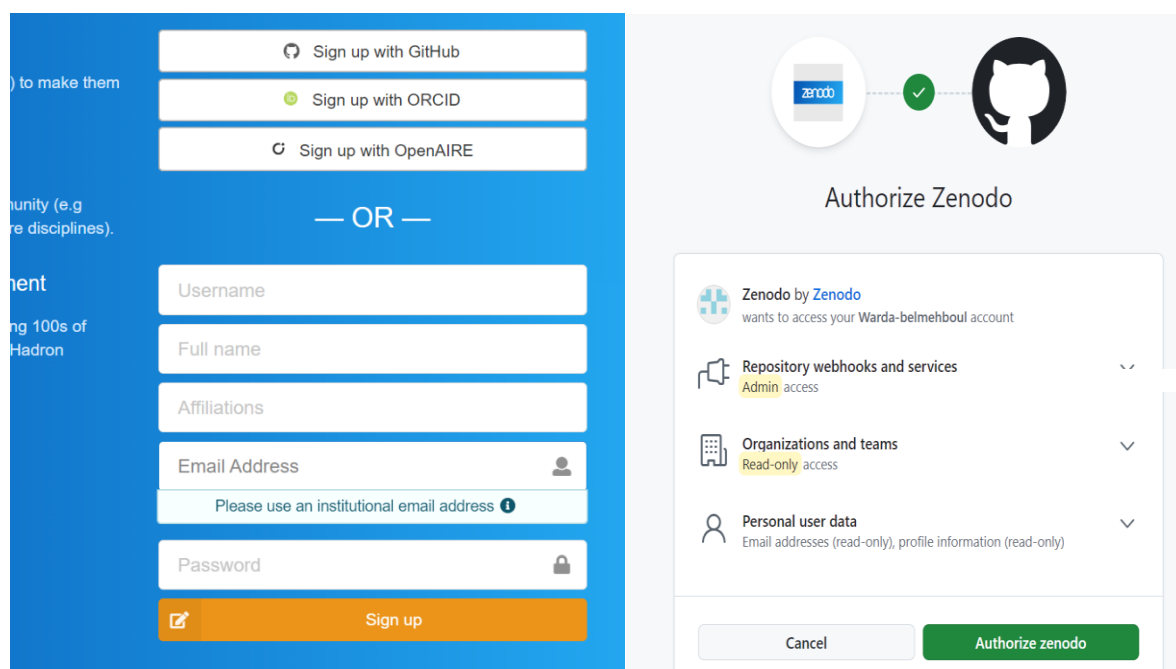 Sign up with GitHub
) to make them
Sign up with ORCID
Sign up with OpenAIRE
unity (e.g
re disciplines).
— OR —
nent
ng 100s of
Hadron
Username
Full name
Affiliations
Email Address
Please use an institutional email address
Password
Sign up
zenodo
Authorize Zenodo
Zenodo by Zenodo
wants to access your Warda-belmehboul account
Repository webhooks and services
Admin access
Organizations and teams
Read-only access
Personal user data
Email addresses (read-only), profile information (read-only)
Cancel
Authorize zenodo